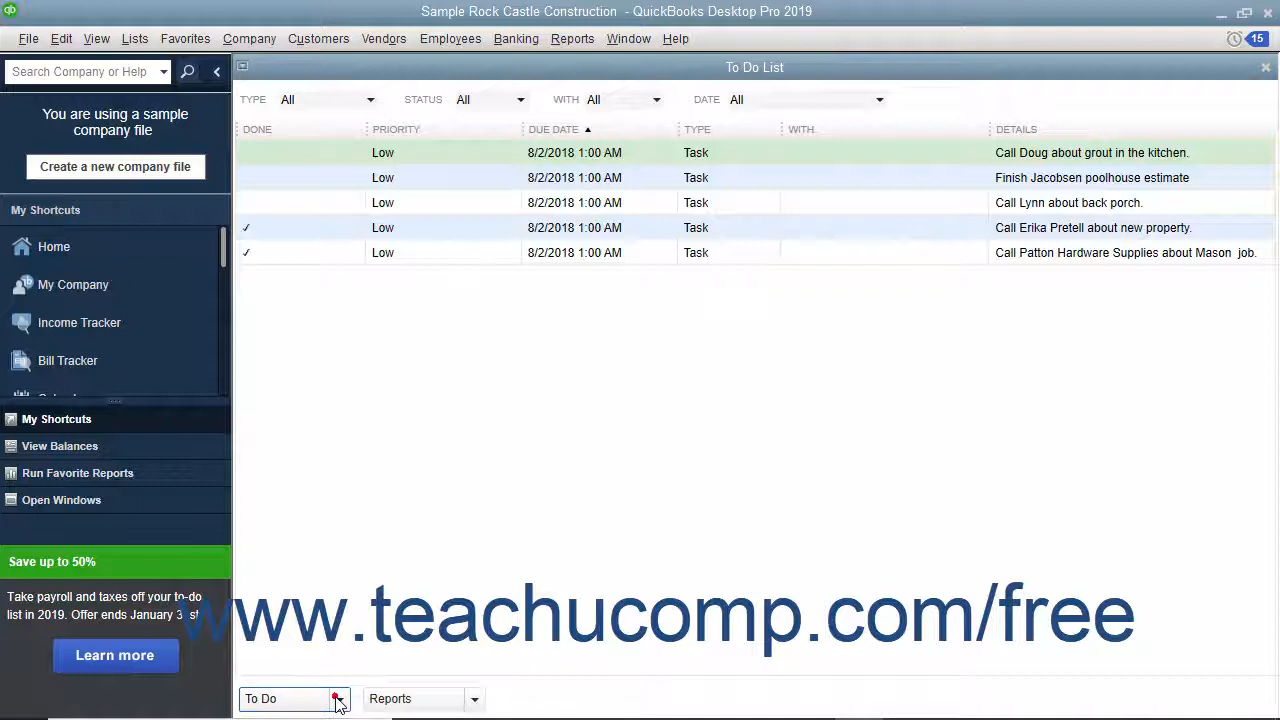 Sample Rock Castle Construction - QuickBooks Desktop Pro 2019
File Edit View Lists Favorites Company Customers Vendors Employees Banking Reports Window Help 15
Search Company or Help
To Do List
You are using a sample
company file
Create a new company file
TYPE All STATUS All WITH All DATE All
DONE PRIORITY DUE DATE TYPE WITH DETAILS
Low 8/2/2018 1:00 AM Task Call Doug about grout in the kitchen.
Low 8/2/2018 1:00 AM Task Finish Jacobsen poolhouse estimate
Low 8/2/2018 1:00 AM Task Call Lynn about back porch.
✓ Low 8/2/2018 1:00 AM Task Call Erika Pretell about new property.
✓ Low 8/2/2018 1:00 AM Task Call Patton Hardware Supplies about Mason job.
My Shortcuts
Home
My Company
Income Tracker
Bill Tracker
My Shortcuts
View Balances
Run Favorite Reports
Open Windows
Save up to 50%
Take payroll and taxes off your to-do
list in 2019. Offer ends January
Learn more
www.teachucomp.com/free
To Do Reports